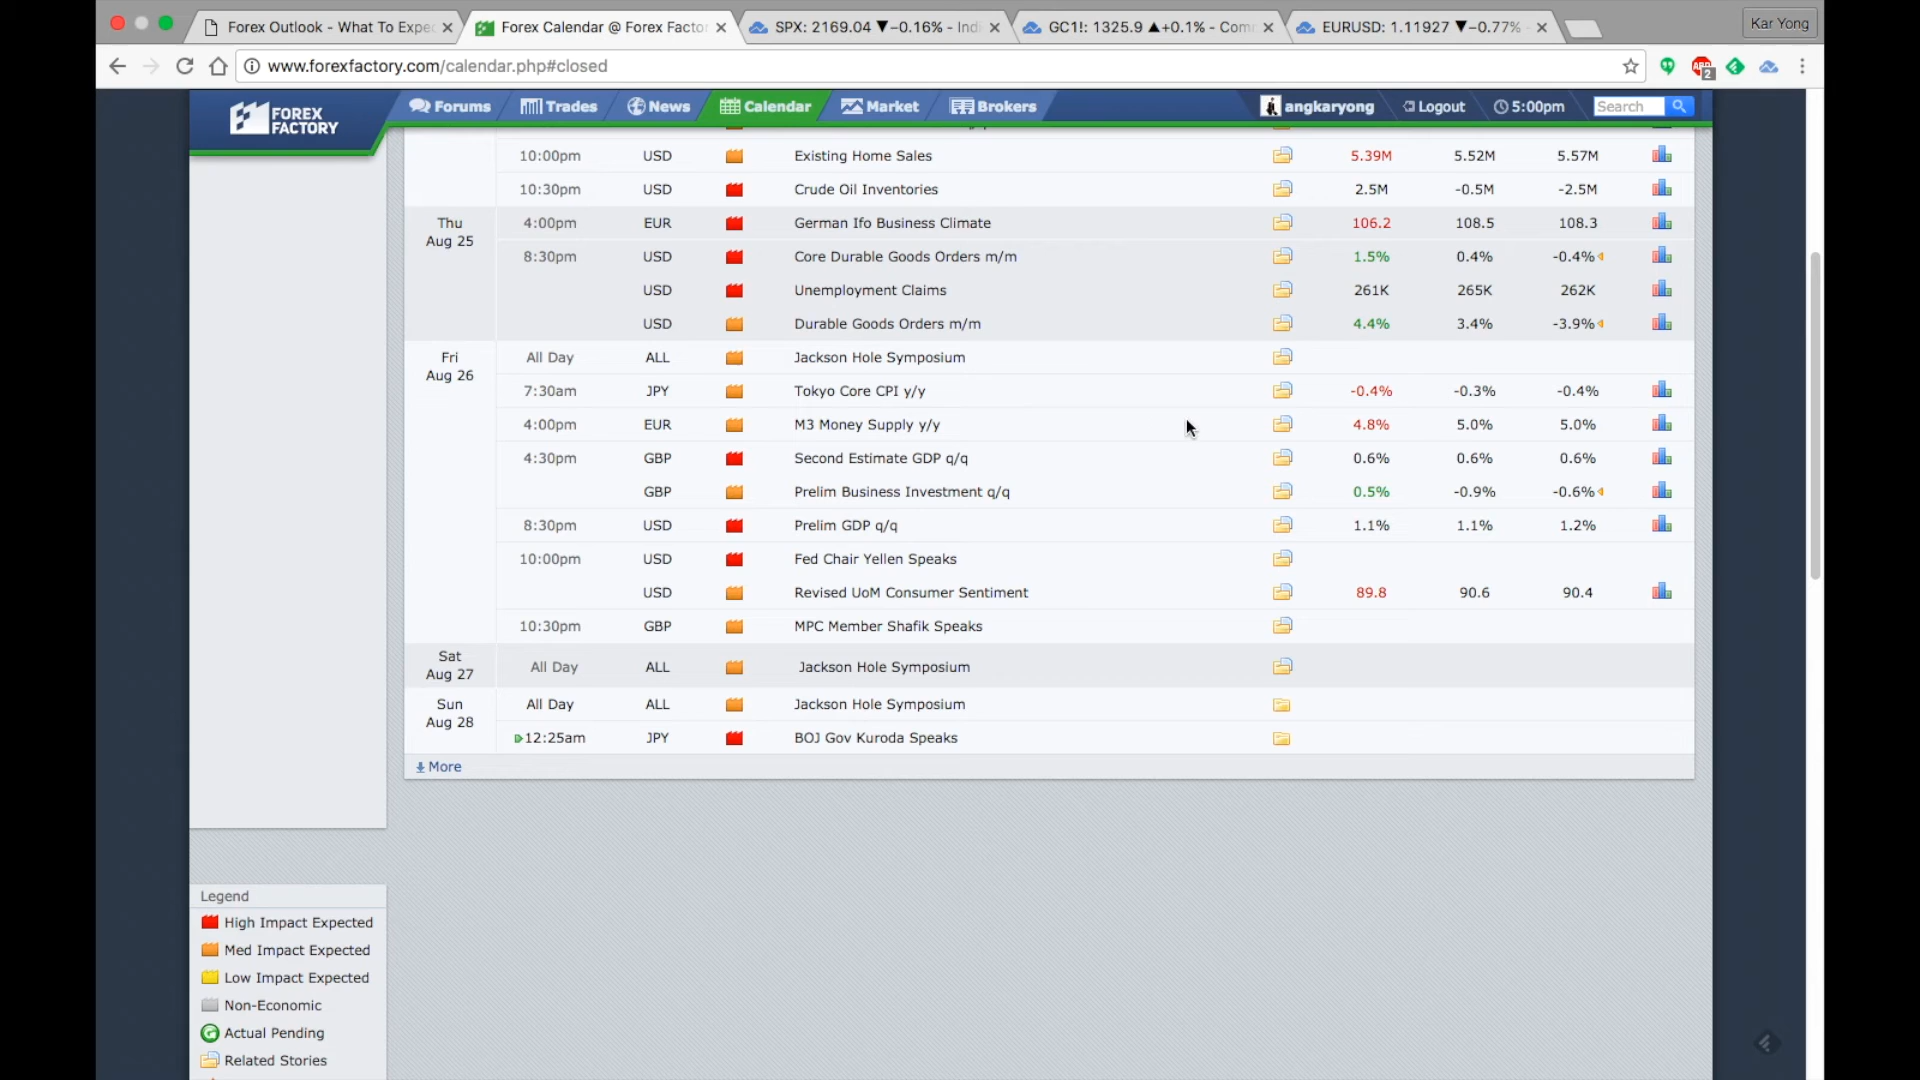 Forex Outlook - What To Expec
Forex Calendar @ Forex Factor
SPX: 2169.04 ▼−0.16% - Indi
GC1!: 1325.9 ▲+0.1% - Com
EURUSD: 1.11927 ▼−0.77% -
Kar Yong
www.forexfactory.com/calendar.php#closed
2
FOREX FACTORY
Forums
Trades
News
Calendar
Market
Brokers
angkaryong
Logout
5:00pm
Search
10:00pm USD Existing Home Sales 5.39M 5.52M 5.57M
10:30pm USD Crude Oil Inventories 2.5M -0.5M -2.5M
Thu Aug 25 4:00pm EUR German Ifo Business Climate 106.2 108.5 108.3
8:30pm USD Core Durable Goods Orders m/m 1.5% 0.4% -0.4%
USD Unemployment Claims 261K 265K 262K
USD Durable Goods Orders m/m 4.4% 3.4% -3.9%
Fri Aug 26 All Day ALL Jackson Hole Symposium
7:30am JPY Tokyo Core CPI y/y -0.4% -0.3% -0.4%
4:00pm EUR M3 Money Supply y/y 4.8% 5.0% 5.0%
4:30pm GBP Second Estimate GDP q/q 0.6% 0.6% 0.6%
GBP Prelim Business Investment q/q 0.5% -0.9% -0.6%
8:30pm USD Prelim GDP q/q 1.1% 1.1% 1.2%
10:00pm USD Fed Chair Yellen Speaks
USD Revised UoM Consumer Sentiment 89.8 90.6 90.4
10:30pm GBP MPC Member Shafik Speaks
Sat Aug 27 All Day ALL Jackson Hole Symposium
Sun Aug 28 All Day ALL Jackson Hole Symposium
12:25am JPY BOJ Gov Kuroda Speaks
More
Legend
High Impact Expected
Med Impact Expected
Low Impact Expected
Non-Economic
Actual Pending
Related Stories